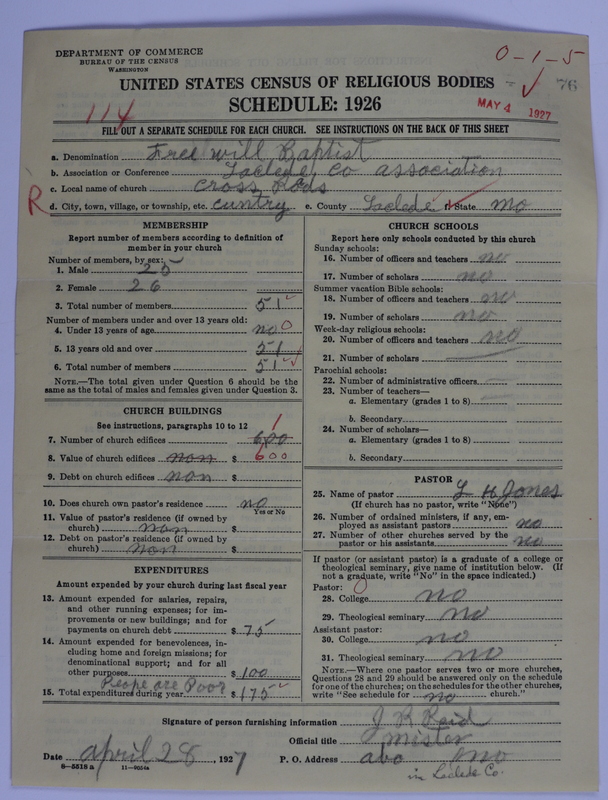 DEPARTMENT OF COMMERCE
BUREAU OF THE CENSUS
WASHINGTON
0-1-5
UNITED STATES CENSUS OF RELIGIOUS BODIES
76
SCHEDULE: 1926
MAY 4 1927
114
FILL OUT A SEPARATE SCHEDULE FOR EACH CHURCH. SEE INSTRUCTIONS ON THE BACK OF THIS SHEET
a. Denomination Free will Baptist
b. Association or Conference Laclede Co association
c. Local name of church Cross Rods
R d. City, town, village, or township, etc. cuntry e. County Laclede f. State Mo
MEMBERSHIP
Report number of members according to definition of
member in your church
Number of members, by sex:
1. Male 25
2. Female 26
3. Total number of members 51
Number of members under and over 13 years old:
4. Under 13 years of age no 0
5. 13 years old and over 51
6. Total number of members 51
NOTE.—The total given under Question 6 should be the
same as the total of males and females given under Question 3.
CHURCH BUILDINGS
See instructions, paragraphs 10 to 12
7. Number of church edifices 600 1
8. Value of church edifices non $ 600
9. Debt on church edifices non $
10. Does church own pastor's residence no
Yes or No
11. Value of pastor's residence (if owned by
church) non $
12. Debt on pastor's residence (if owned by
church) non $
EXPENDITURES
Amount expended by your church during last fiscal year
13. Amount expended for salaries, repairs,
and other running expenses; for im-
provements or new buildings; and for
payments on church debt $ 75
14. Amount expended for benevolences, in-
cluding home and foreign missions; for
denominational support; and for all
other purposes $ 100
People are Poor
15. Total expenditures during year $ 175
CHURCH SCHOOLS
Report here only schools conducted by this church
Sunday schools:
16. Number of officers and teachers no
17. Number of scholars no
Summer vacation Bible schools:
18. Number of officers and teachers no
19. Number of scholars no
Week-day religious schools:
20. Number of officers and teachers no
21. Number of scholars
Parochial schools:
22. Number of administrative officers
23. Number of teachers—
a. Elementary (grades 1 to 8)
b. Secondary
24. Number of scholars—
a. Elementary (grades 1 to 8)
b. Secondary
PASTOR
25. Name of pastor L H Jones
(If church has no pastor, write "None")
26. Number of ordained ministers, if any, em-
ployed as assistant pastors no
27. Number of other churches served by the
pastor or his assistants no
If pastor (or assistant pastor) is a graduate of a college or
theological seminary, give name of institution below. (If
not a graduate, write "No" in the space indicated.)
Pastor:
28. College no
29. Theological seminary no
Assistant pastor:
30. College no
31. Theological seminary no
NOTE.—Where one pastor serves two or more churches,
Questions 28 and 29 should be answered only on the schedule
for one of the churches; on the schedules for the other churches,
write "See schedule for no church."
Signature of person furnishing information J R Reid
Official title mister
Date april 28, 1927 P. O. Address abo Mo
6—5518 a 11—9054a
in Laclede Co.